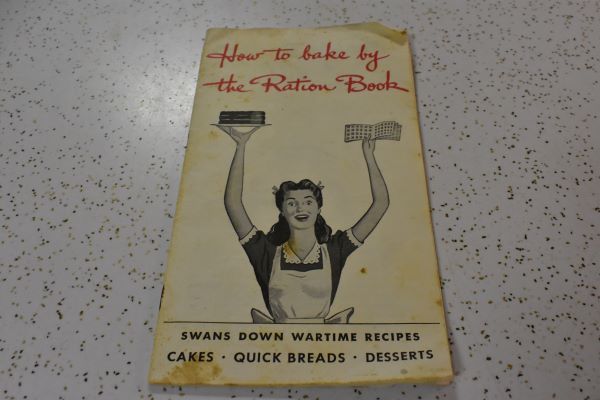 How to bake by
the Ration Book
SWANS DOWN WARTIME RECIPES
CAKES · QUICK BREADS · DESSERTS